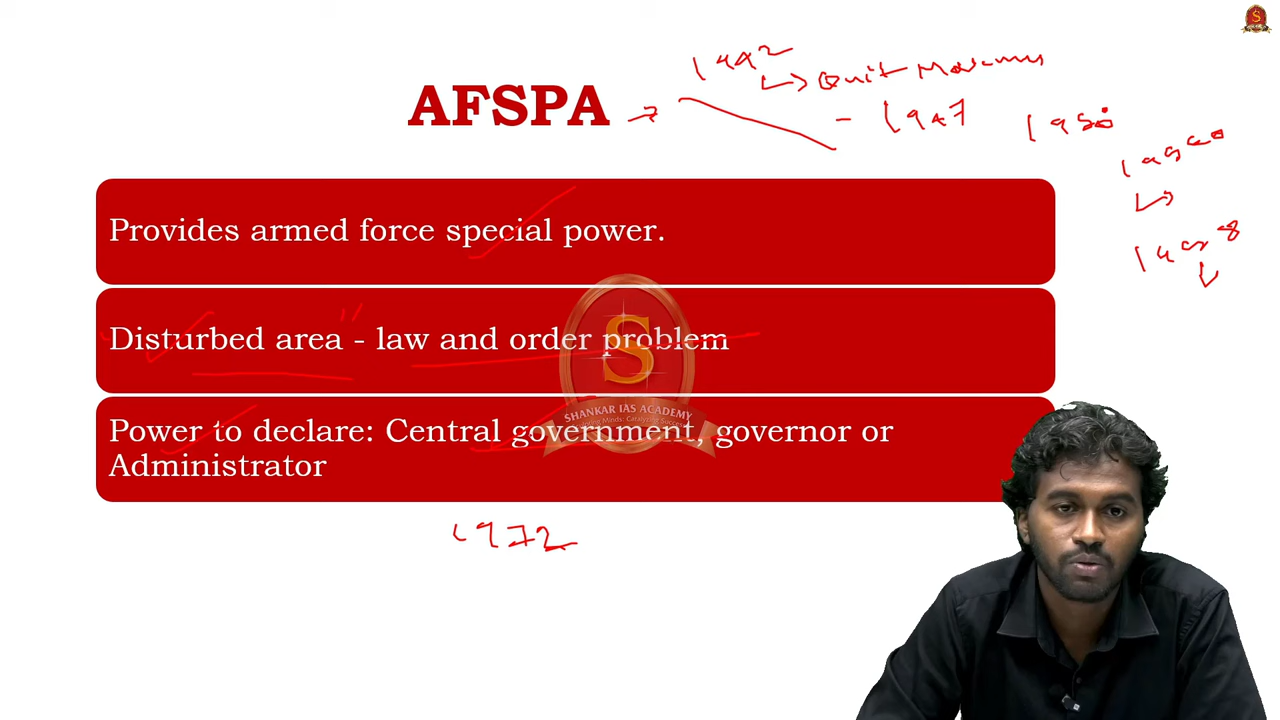 1942
AFSPA
Quit
1947
1950
1958
Provides armed force special power.
Disturbed area - law and order problem
SHANKAR IAS ACADEMY
Power to declare: Central government, governor or
Administrator
1972